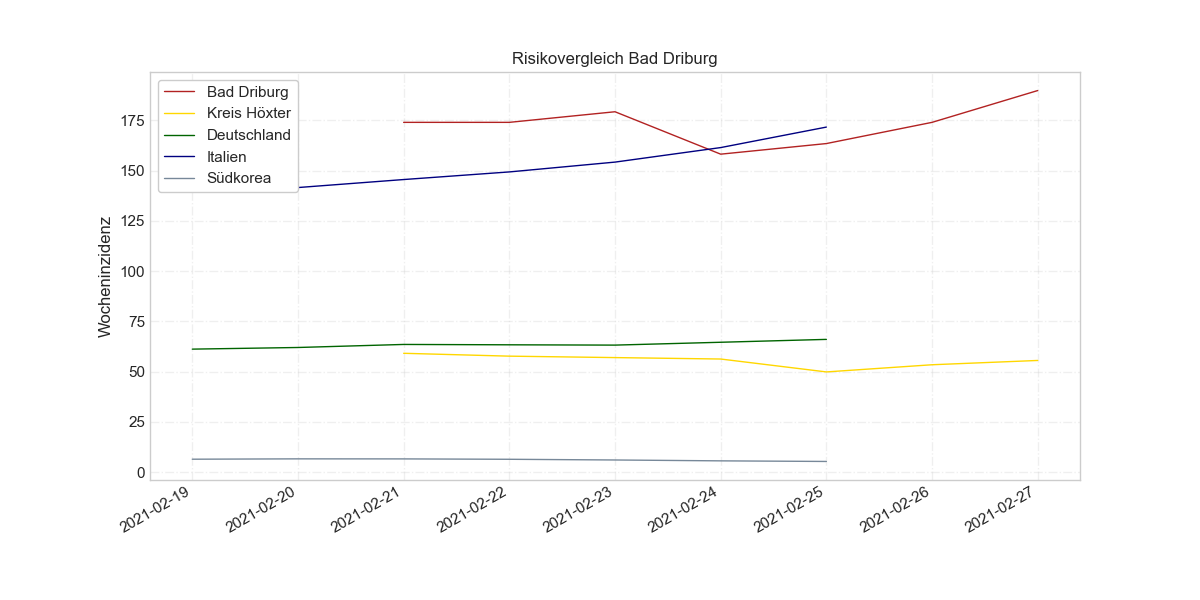 Risikovergleich Bad Driburg
Bad Driburg
Kreis Höxter
Deutschland
Italien
Südkorea
Wocheninzidenz
175
150
125
100
75
50
25
0
2021-02-19
2021-02-20
2021-02-21
2021-02-22
2021-02-23
2021-02-24
2021-02-25
2021-02-26
2021-02-27